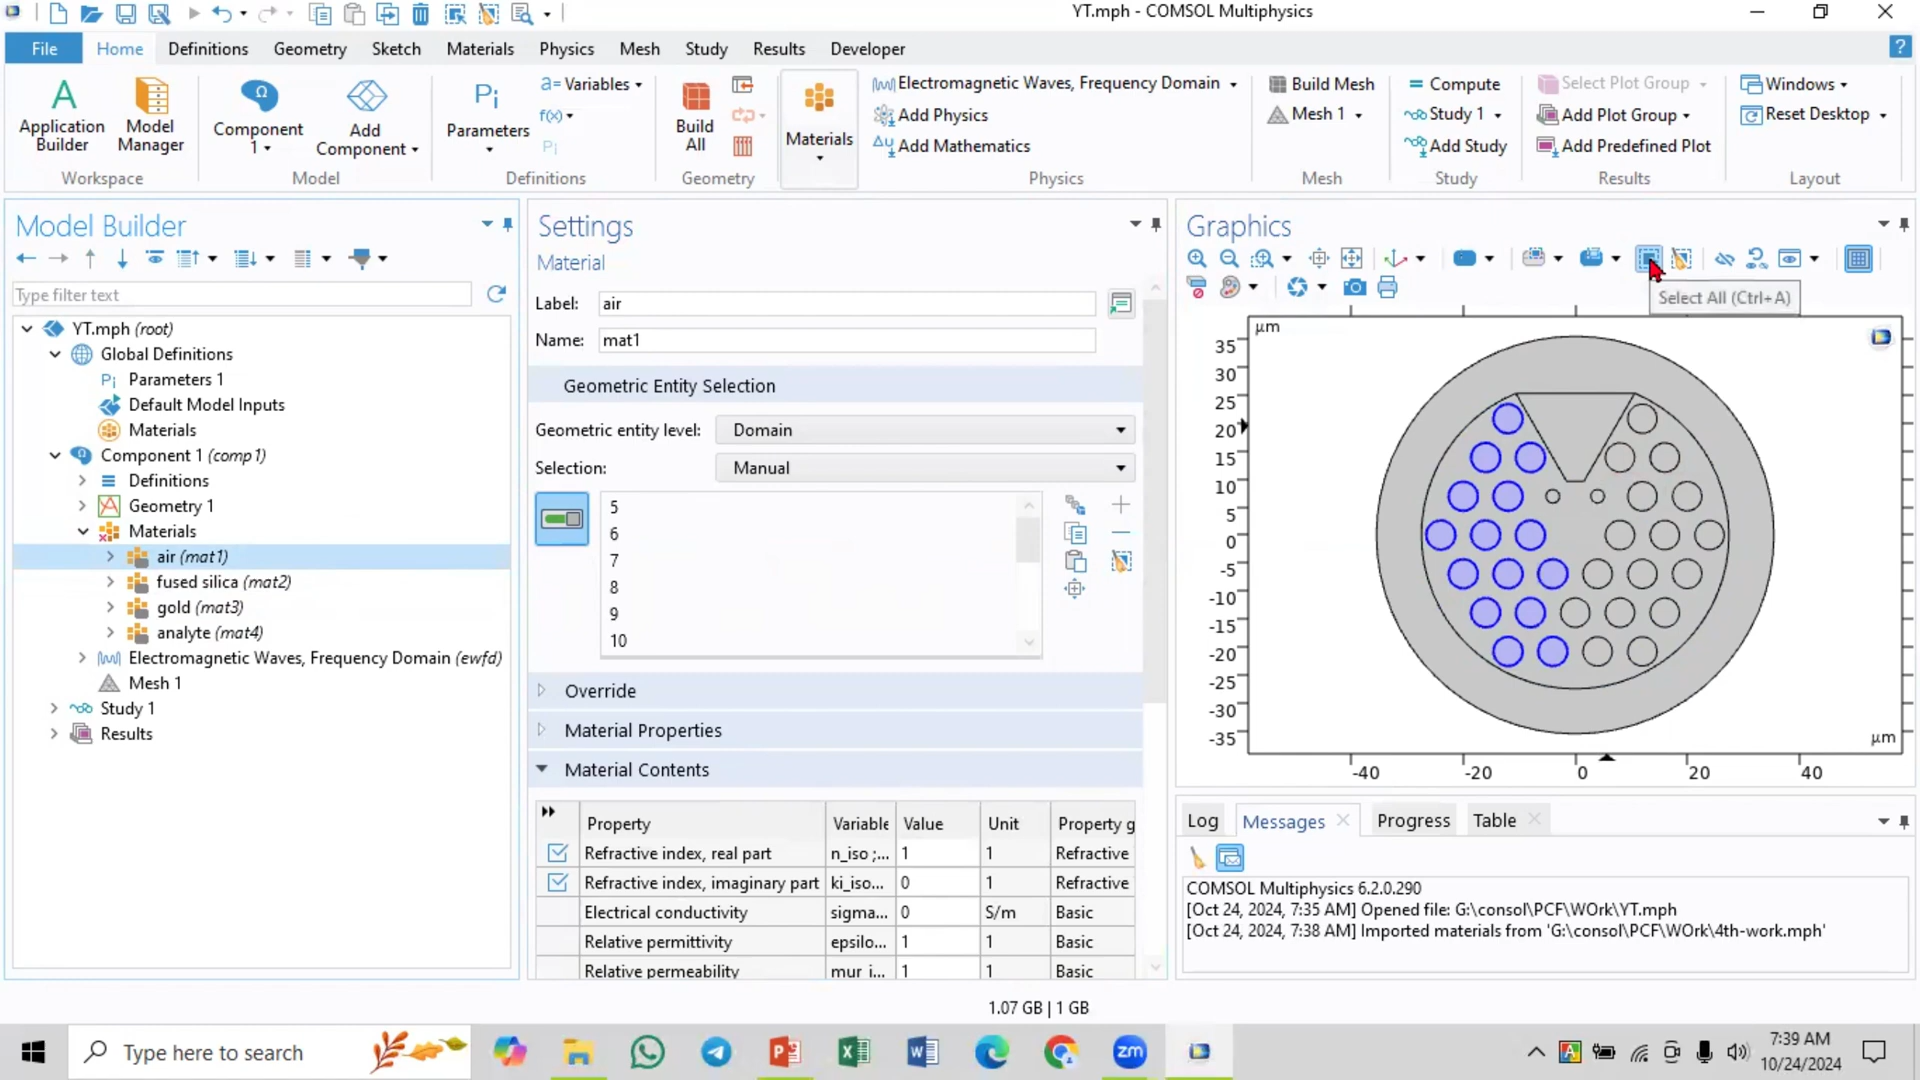 YT.mph - COMSOL Multiphysics
File Home Definitions Geometry Sketch Materials Physics Mesh Study Results Developer
Application Builder
Model Manager
Workspace
Component 1
Add Component
Model
Parameters
a= Variables
f(x)
Pi
Definitions
Build All
Geometry
Materials
Electromagnetic Waves, Frequency Domain
Add Physics
Add Mathematics
Physics
Build Mesh
Mesh 1
Mesh
Compute
Study 1
Add Study
Study
Select Plot Group
Add Plot Group
Add Predefined Plot
Results
Windows
Reset Desktop
Layout
Model Builder
Type filter text
YT.mph (root)
Global Definitions
Pi Parameters 1
Default Model Inputs
Materials
Component 1 (comp1)
Definitions
Geometry 1
Materials
air (mat1)
fused silica (mat2)
gold (mat3)
analyte (mat4)
Electromagnetic Waves, Frequency Domain (ewfd)
Mesh 1
Study 1
Results
Settings
Material
Label: air
Name: mat1
Geometric Entity Selection
Geometric entity level: Domain
Selection: Manual
5
6
7
8
9
10
Override
Material Properties
Material Contents
Property Variable Value Unit Property g
Refractive index, real part n_iso ;... 1 1 Refractive
Refractive index, imaginary part ki_iso... 0 1 Refractive
Electrical conductivity sigma... 0 S/m Basic
Relative permittivity epsilo... 1 1 Basic
Relative permeability mur_i... 1 1 Basic
Graphics
Select All (Ctrl+A)
µm
35
30
25
20
15
10
5
0
-5
-10
-15
-20
-25
-30
-35
µm
-40 -20 0 20 40
Log Messages Progress Table
COMSOL Multiphysics 6.2.0.290
[Oct 24, 2024, 7:35 AM] Opened file: G:\consol\PCF\WOrk\YT.mph
[Oct 24, 2024, 7:38 AM] Imported materials from 'G:\consol\PCF\WOrk\4th-work.mph'
1.07 GB | 1 GB
Type here to search
zm
7:39 AM
10/24/2024